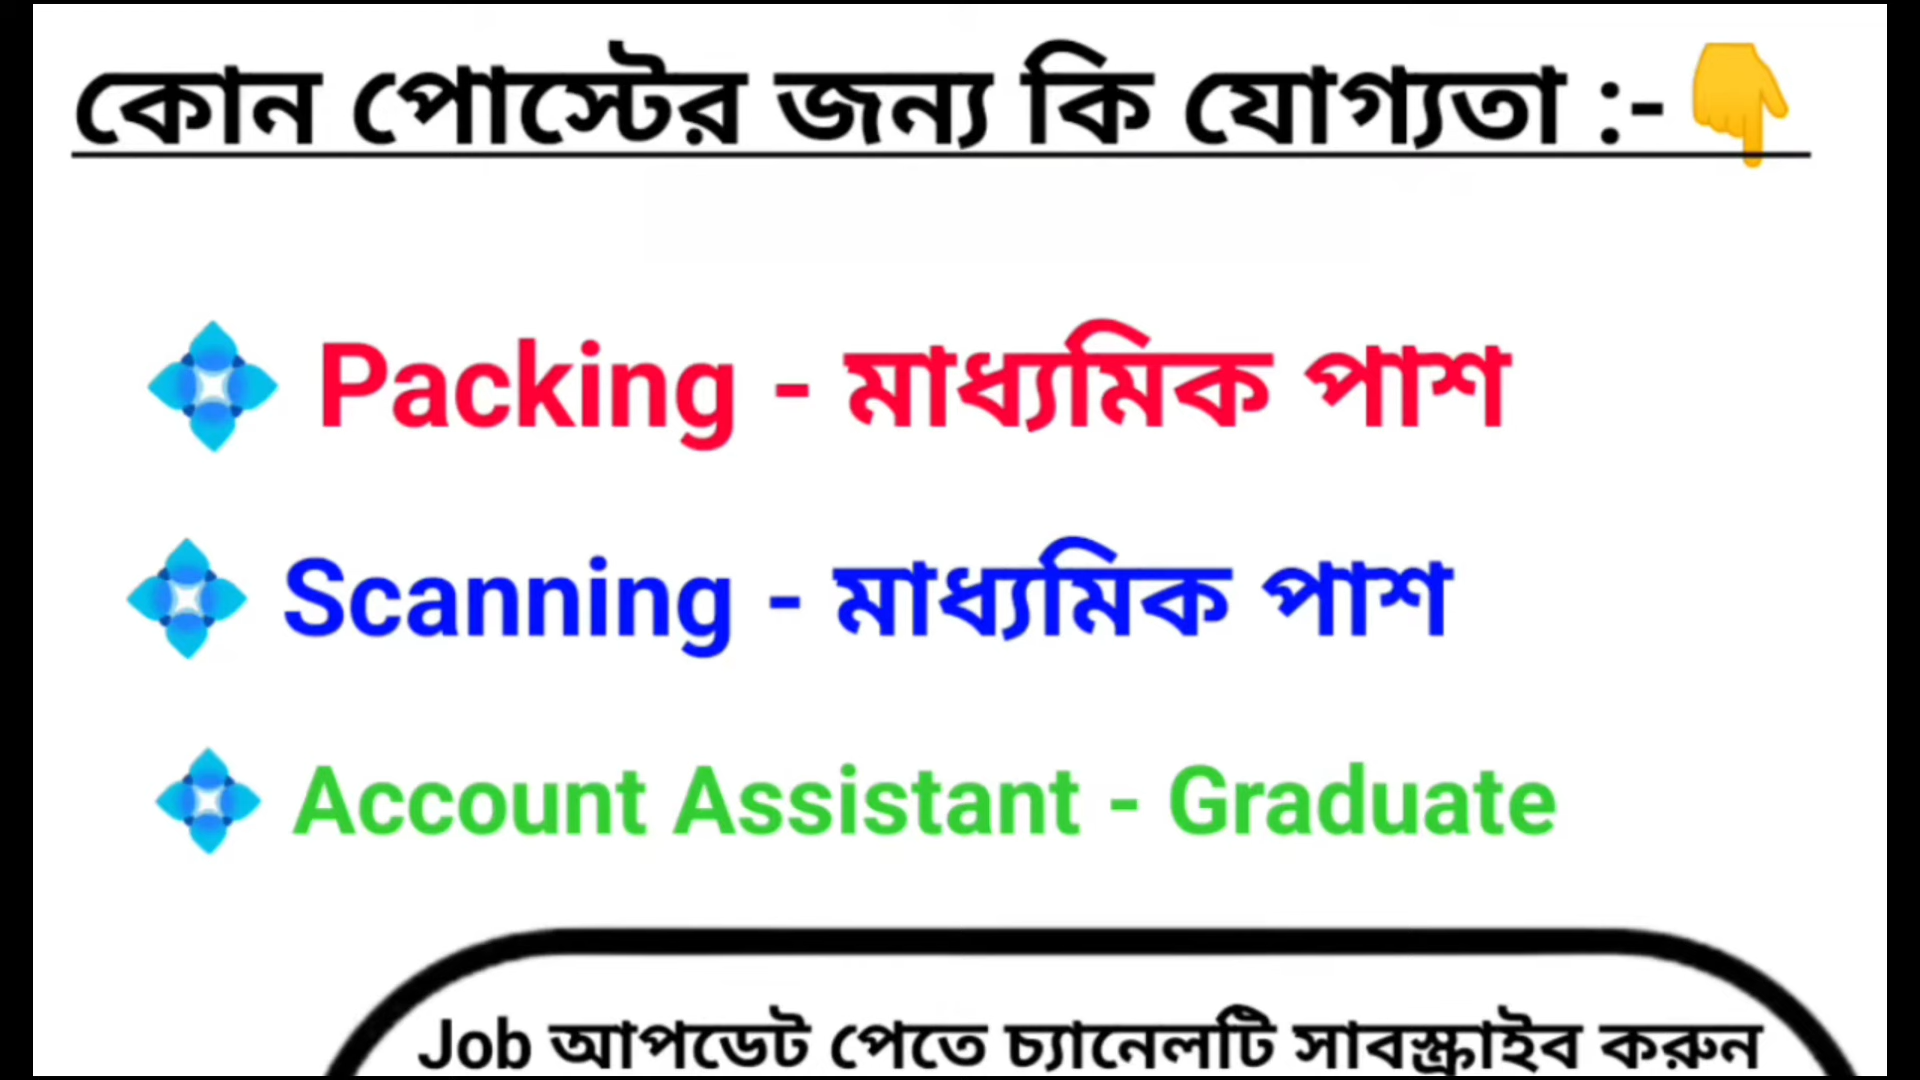 কোন পোস্টের জন্য কি যোগ্যতা :-👇
💠 Packing - মাধ্যমিক পাশ
💠 Scanning - মাধ্যমিক পাশ
💠 Account Assistant - Graduate
Job আপডেট পেতে চ্যানেলটি সাবস্ক্রাইব করুন